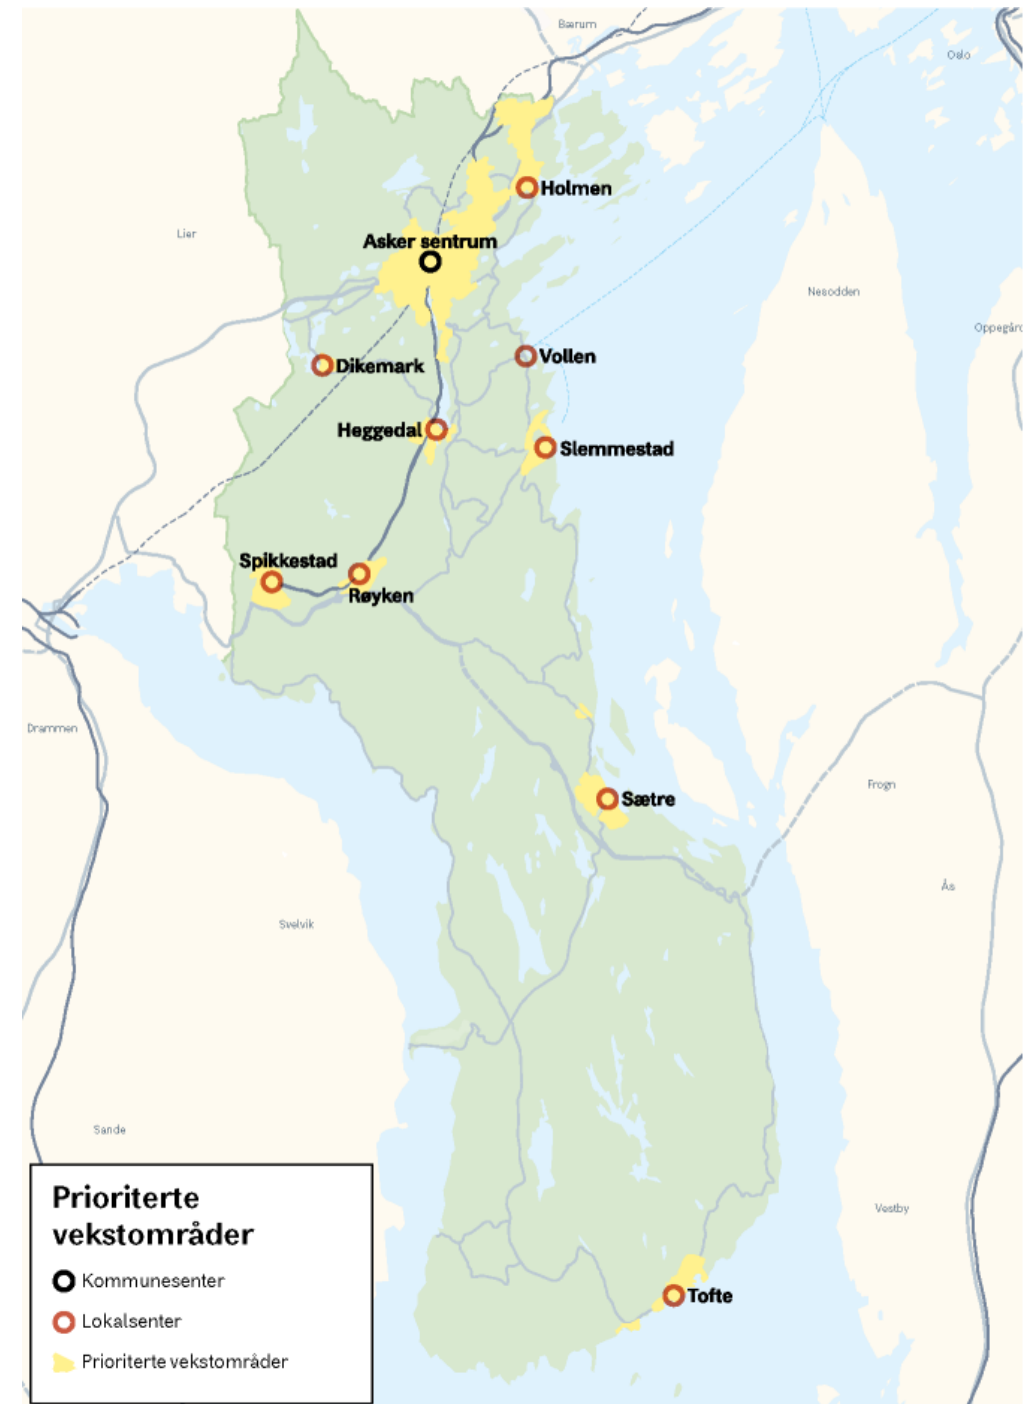 Bærum
Oslo
Holmen
Lier
Asker sentrum
Nesodden
Oppegård
Vollen
Dikemark
Heggedal
Slemmestad
Spikkestad
Røyken
Drammen
Frogn
Sætre
Ås
Svelvik
Sande
Vestby
Tofte
Prioriterte
vekstområder
Kommunesenter
Lokalsenter
Prioriterte vekstområder